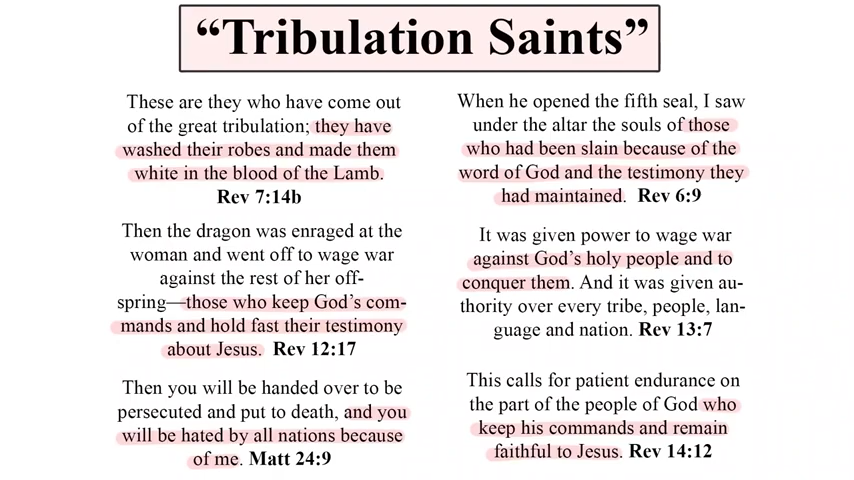 “Tribulation Saints”
These are they who have come out
of the great tribulation; they have
washed their robes and made them
white in the blood of the Lamb.
Rev 7:14b
Then the dragon was enraged at the
woman and went off to wage war
against the rest of her off-
spring—those who keep God’s com-
mands and hold fast their testimony
about Jesus. Rev 12:17
Then you will be handed over to be
persecuted and put to death, and you
will be hated by all nations because
of me. Matt 24:9
When he opened the fifth seal, I saw
under the altar the souls of those
who had been slain because of the
word of God and the testimony they
had maintained. Rev 6:9
It was given power to wage war
against God’s holy people and to
conquer them. And it was given au-
thority over every tribe, people, lan-
guage and nation. Rev 13:7
This calls for patient endurance on
the part of the people of God who
keep his commands and remain
faithful to Jesus. Rev 14:12